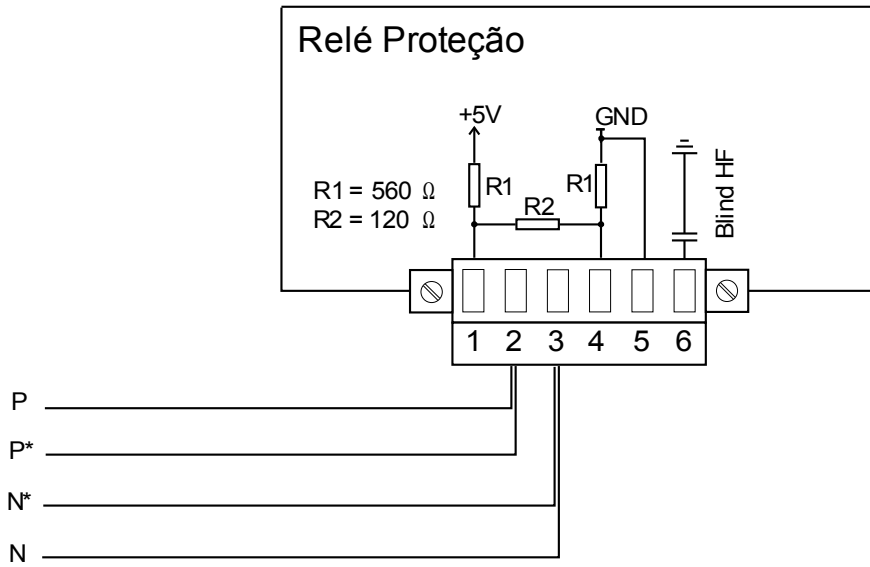 Relé Proteção
+5V
GND
R1
R1
R2
R1 = 560 Ω
R2 = 120 Ω
Blind HF
1 2 3 4 5 6
P
P*
N*
N